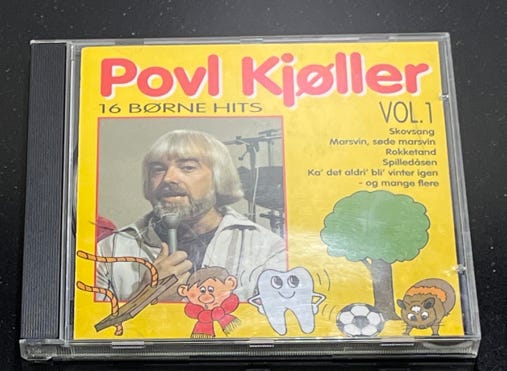 Povl Kjøller
16 BØRNE HITS
VOL.1
Skovsang
Marsvin, søde marsvin
Rokketand
Spilledåsen
Ka' det aldri' bli' vinter igen
- og mange flere